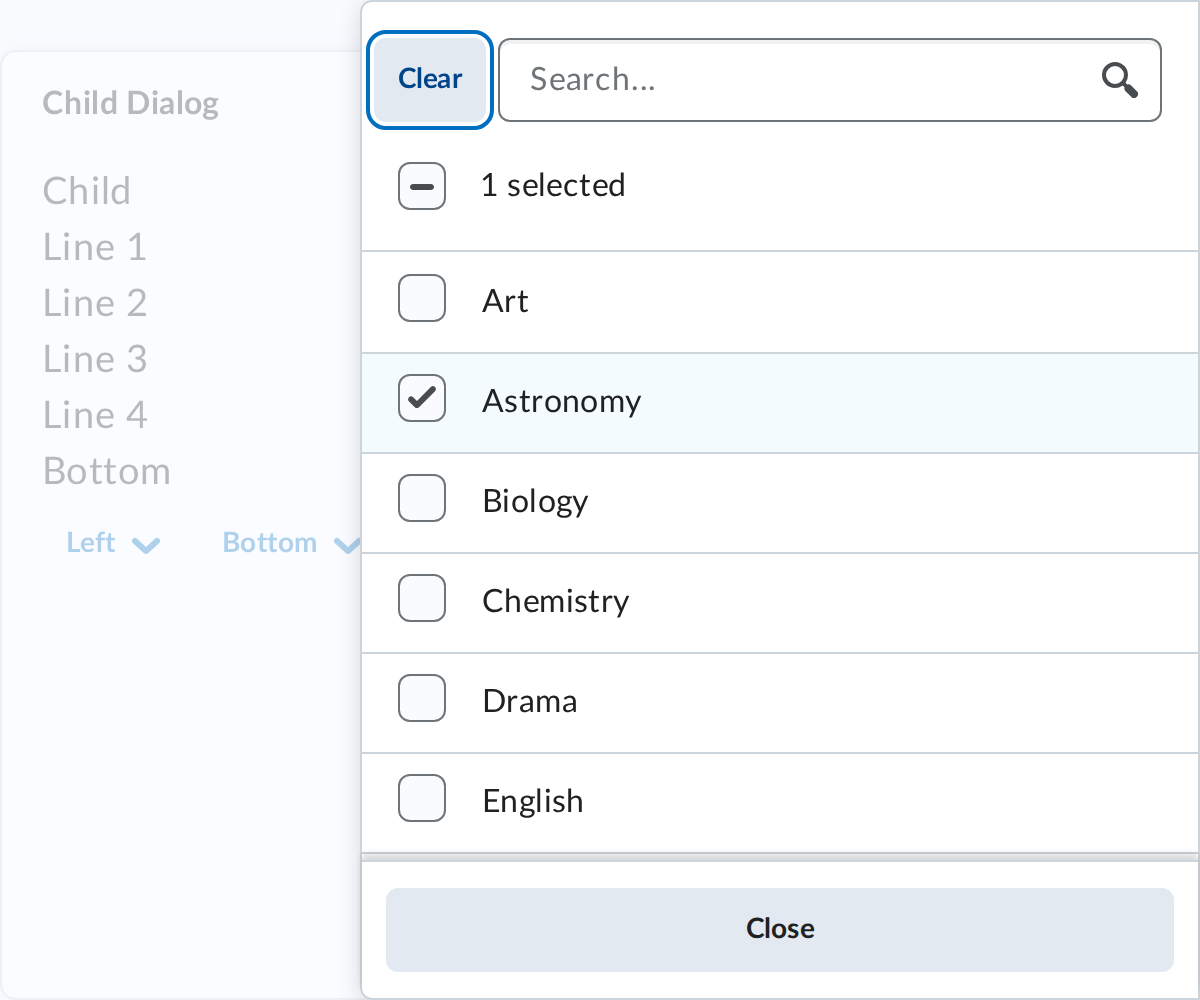 Child Dialog
Child
Line 1
Line 2
Line 3
Line 4
Bottom
Left
Bottom
Clear
Search...
1 selected
Art
Astronomy
Biology
Chemistry
Drama
English
Close